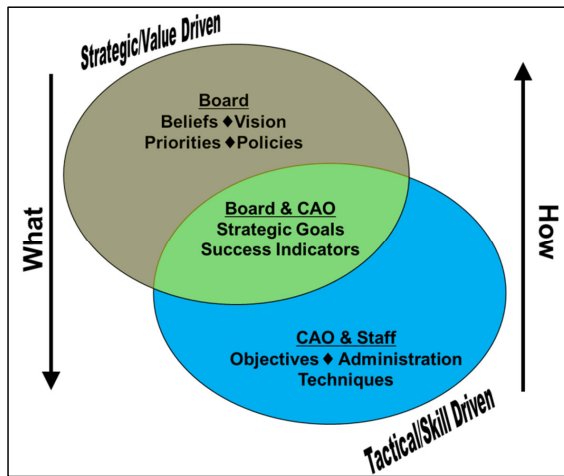 Strategic/Value Driven
Board
Beliefs ♦Vision
Priorities ♦Policies
Board & CAO
Strategic Goals
Success Indicators
What
How
CAO & Staff
Objectives ♦ Administration
Techniques
Tactical/Skill Driven